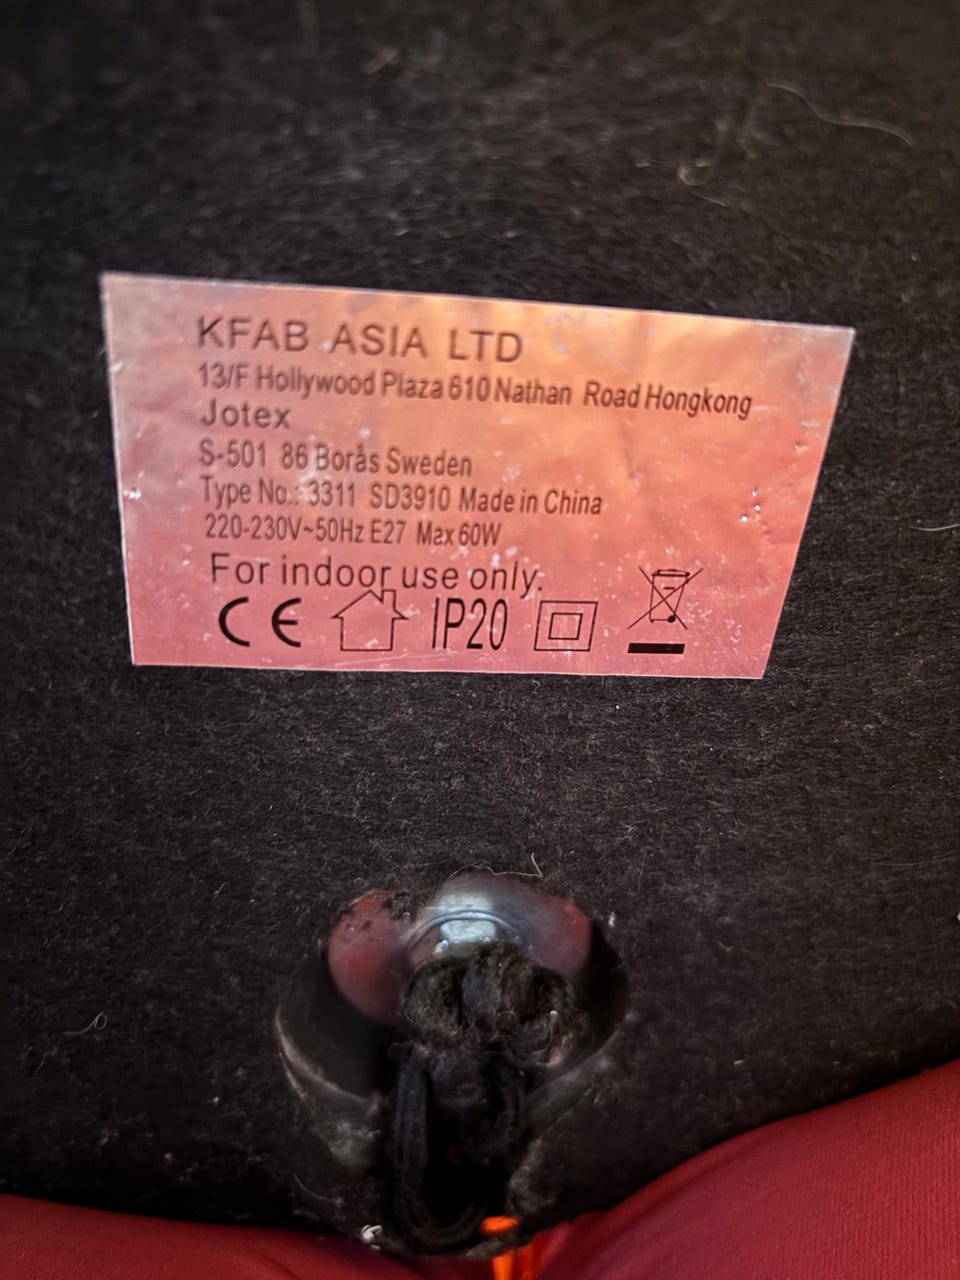 KFAB ASIA LTD
13/F Hollywood Plaza 610 Nathan Road Hongkong
Jotex
S-501 86 Borås Sweden
Type No.: 3311 SD3910 Made in China
220-230V~50Hz E27 Max 60W
For indoor use only.
CE IP20